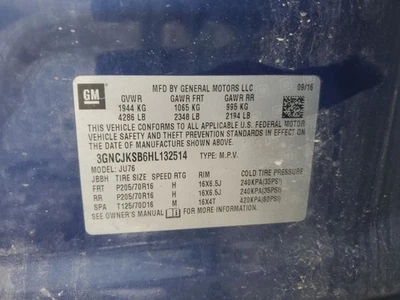 GM
MFD BY GENERAL MOTORS LLC 09/16
GVWR GAWR FRT GAWR RR
1944 KG 1065 KG 995 KG
4286 LB 2348 LB 2194 LB
THIS VEHICLE CONFORMS TO ALL APPLICABLE U.S. FEDERAL MOTOR
VEHICLE SAFETY AND THEFT PREVENTION STANDARDS IN EFFECT ON
THE DATE OF MANUFACTURE SHOWN ABOVE.
3GNCJKSB6HL132514 TYPE: M.P.V.
MODEL: JU76
JBBH TIRE SIZE SPEED RTG RIM COLD TIRE PRESSURE
FRT P205/70R16 H 16X6.5J 240KPA(35PSI)
RR P205/70R16 H 16X6.5J 240KPA(35PSI)
SPA T125/70D16 M 16X4T 420KPA(60PSI)
SEE OWNER'S MANUAL FOR MORE INFORMATION.